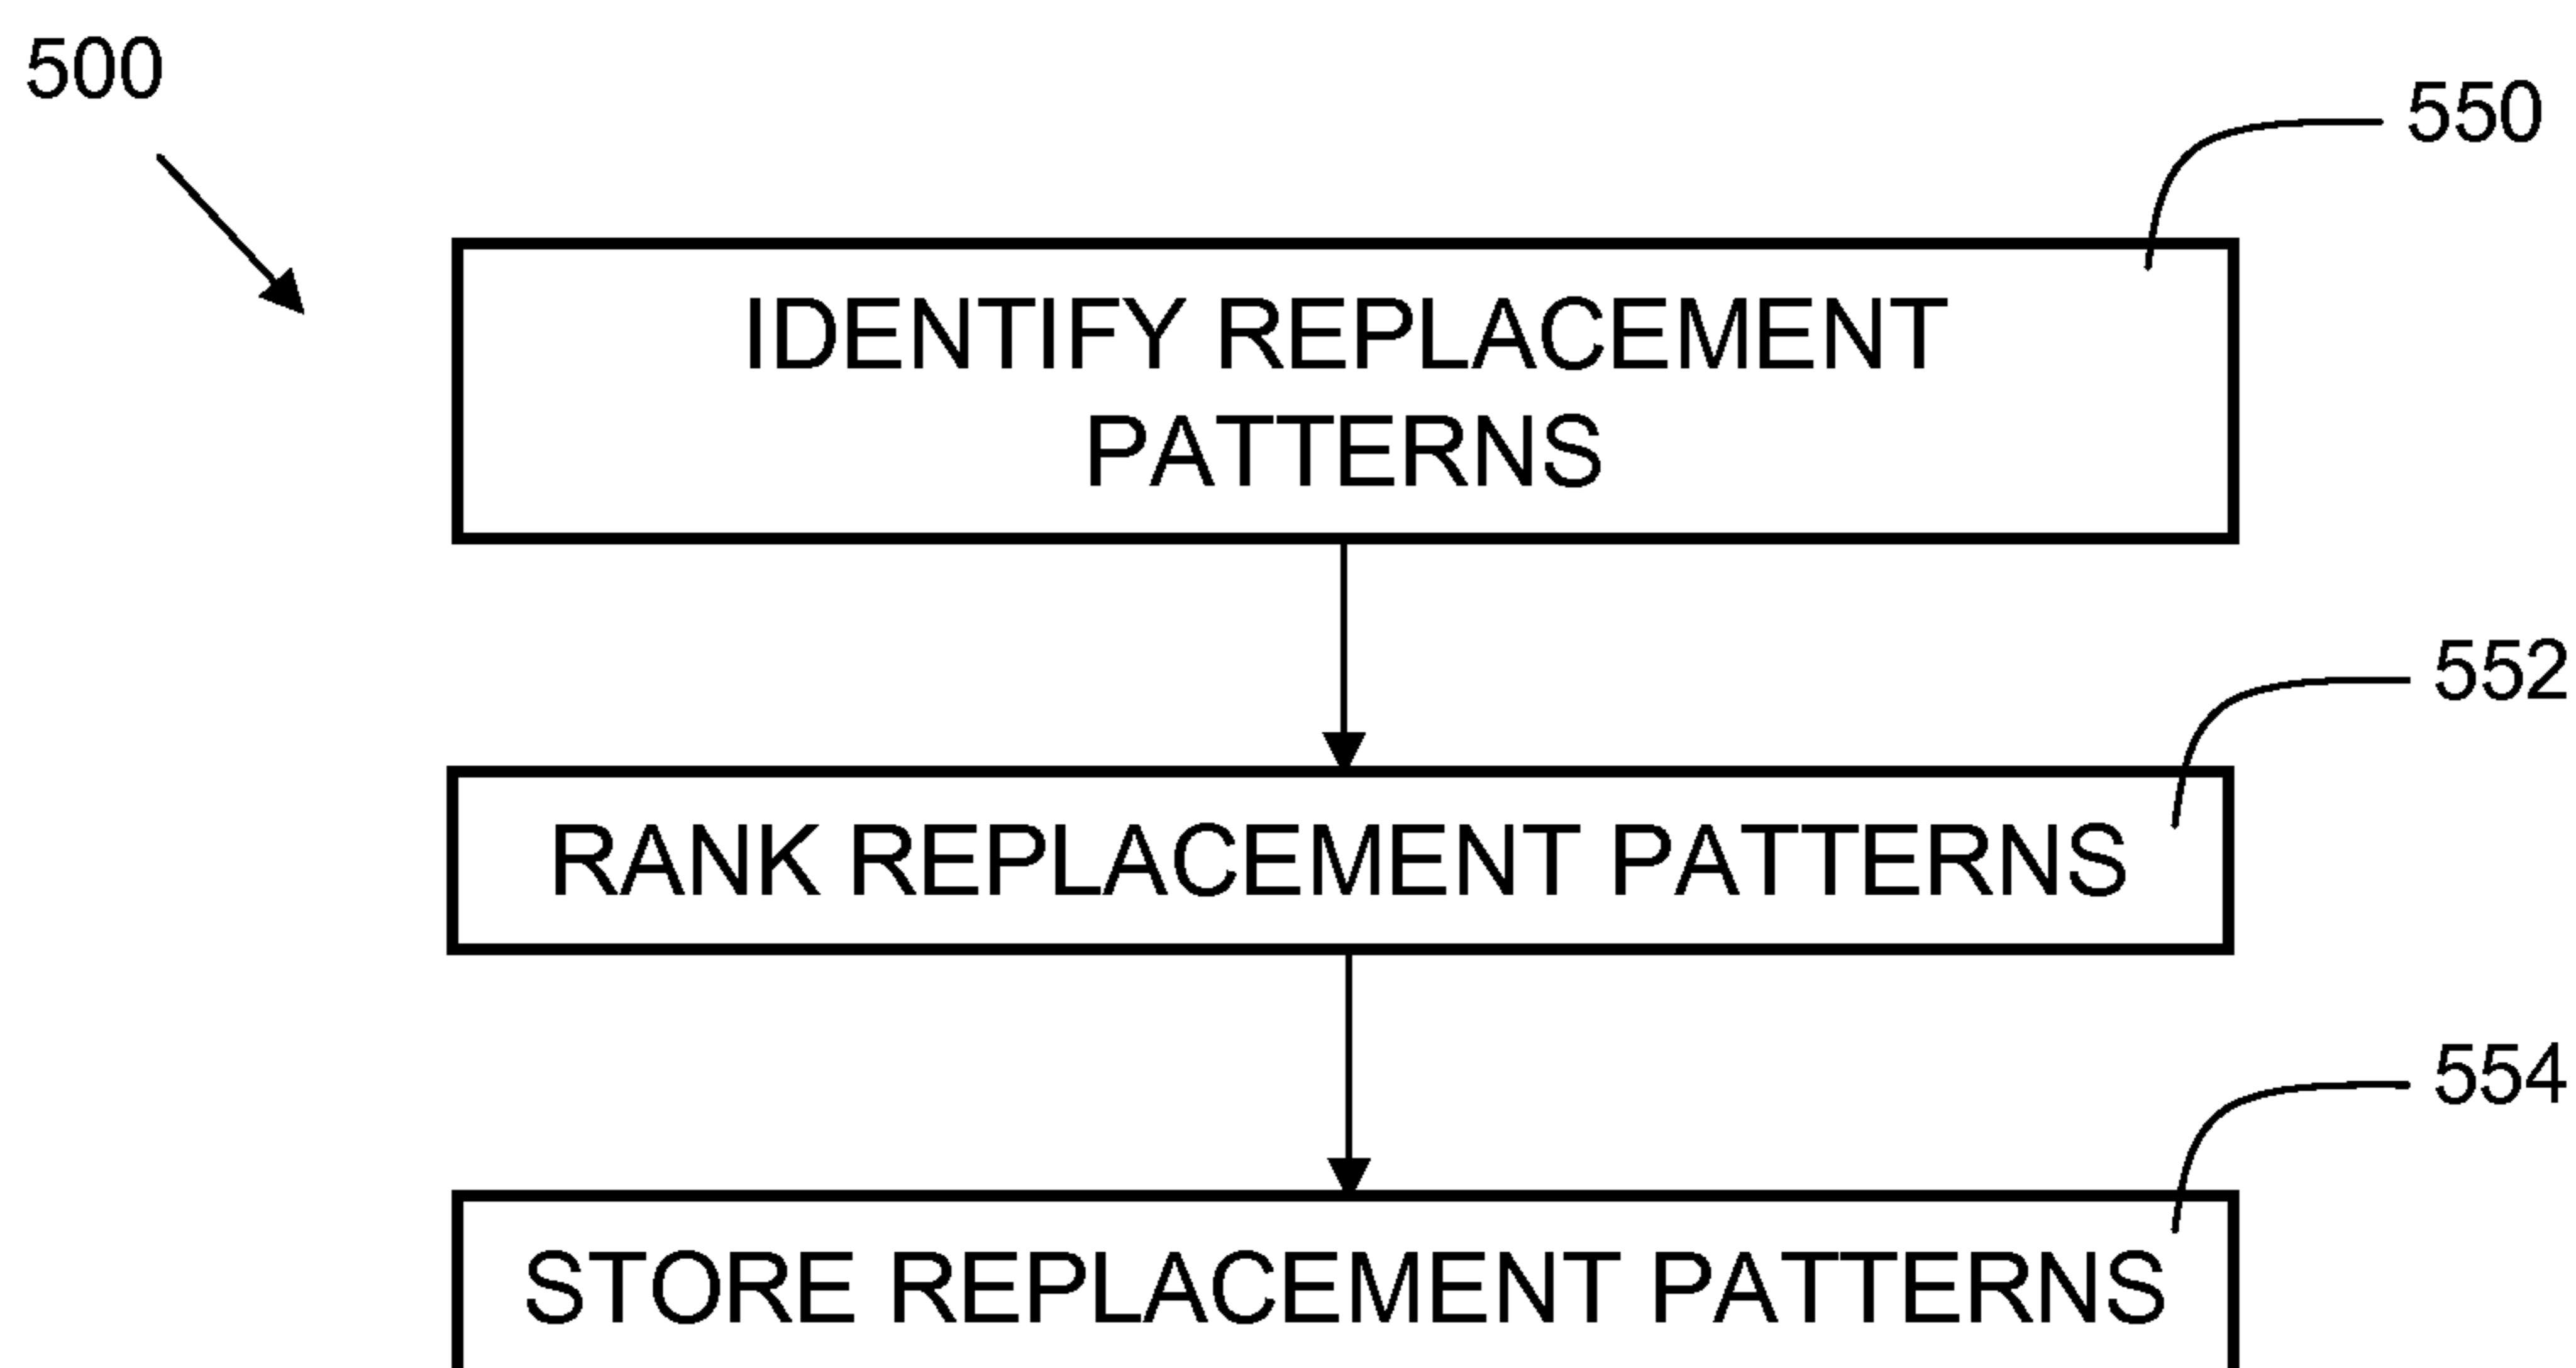 500
550
IDENTIFY REPLACEMENT
PATTERNS
552
RANK REPLACEMENT PATTERNS
554
STORE REPLACEMENT PATTERNS